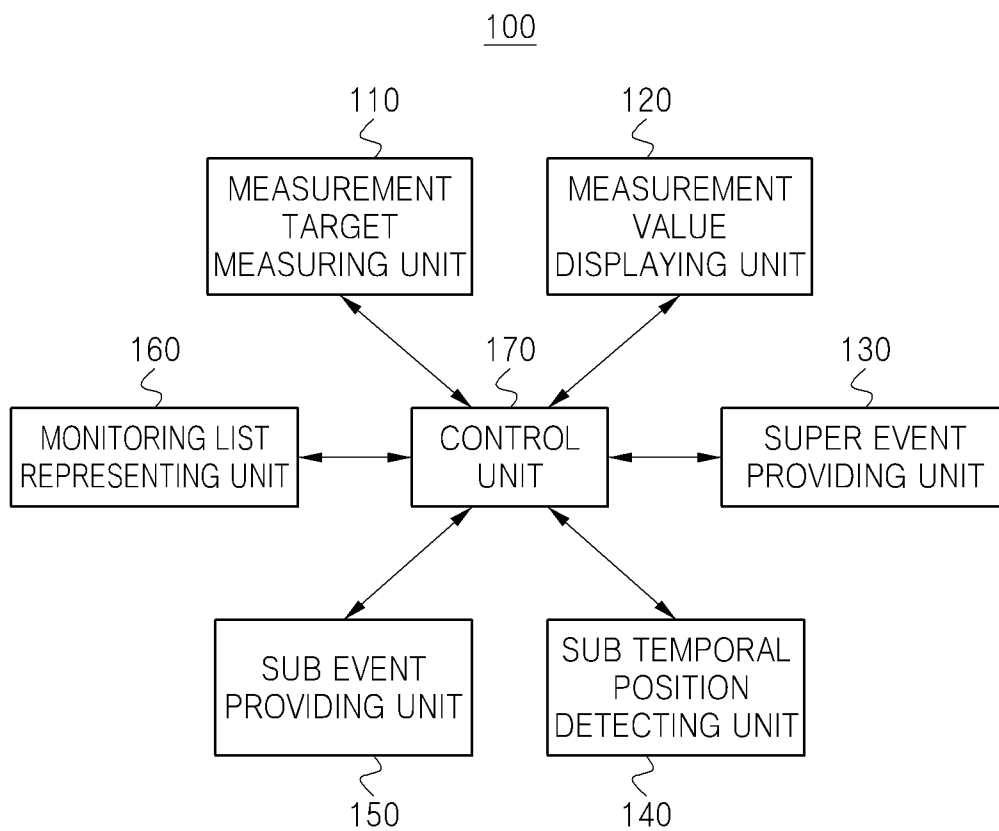 100
110
120
MEASUREMENT
TARGET
MEASURING UNIT
MEASUREMENT
VALUE
DISPLAYING UNIT
160
170
130
MONITORING LIST
REPRESENTING UNIT
CONTROL
UNIT
SUPER EVENT
PROVIDING UNIT
SUB EVENT
PROVIDING UNIT
SUB TEMPORAL
POSITION
DETECTING UNIT
150
140